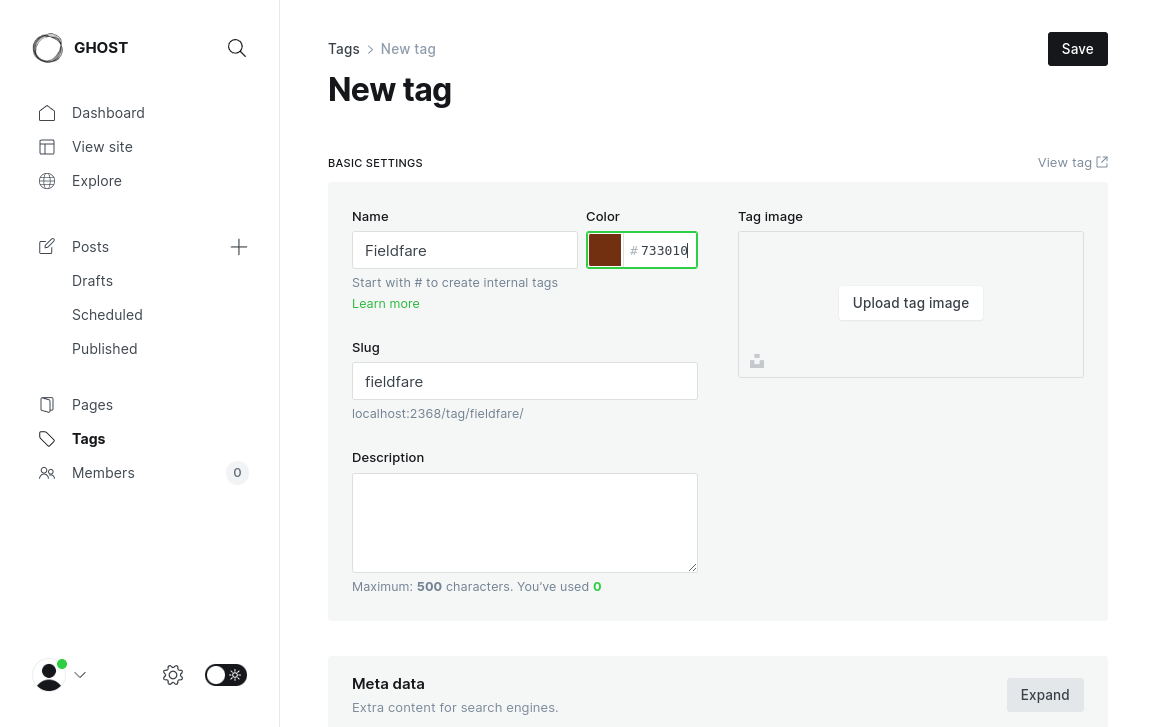 GHOST
Dashboard
View site
Explore
Posts
Drafts
Scheduled
Published
Pages
Tags
Members
0
Tags
New tag
Save
New tag
BASIC SETTINGS
View tag
Name
Fieldfare
Start with # to create internal tags
Learn more
Color
# 733010
Slug
fieldfare
localhost:2368/tag/fieldfare/
Description
Maximum: 500 characters. You’ve used 0
Tag image
Upload tag image
Meta data
Extra content for search engines.
Expand